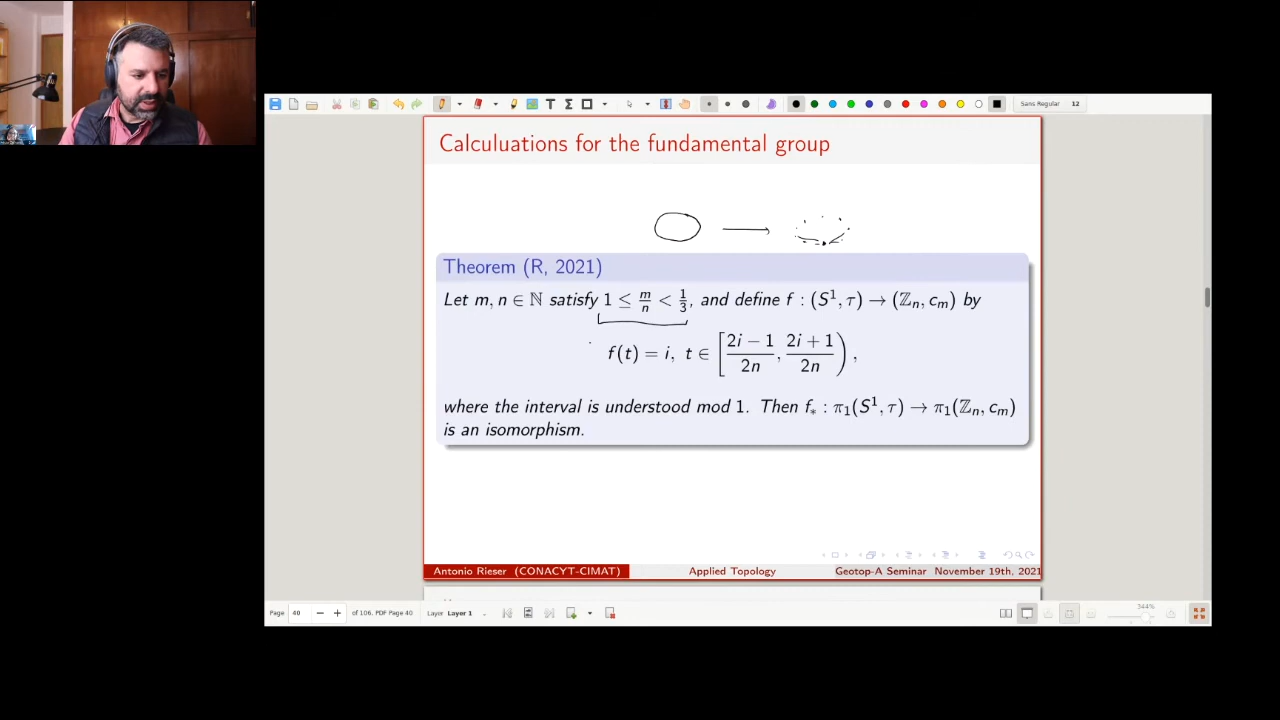 Sans Regular 12
Calculuations for the fundamental group
Theorem (R, 2021)
Let m, n ∈ ℕ satisfy 1 ≤ m/n < 1/3, and define f : (S¹, τ) → (ℤₙ, cₘ) by
f(t) = i, t ∈ [ (2i − 1)/2n , (2i + 1)/2n ) ,
where the interval is understood mod 1. Then f∗ : π₁(S¹, τ) → π₁(ℤₙ, cₘ)
is an isomorphism.
Antonio Rieser (CONACYT-CIMAT) Applied Topology Geotop-A Seminar November 19th, 2021
Page 40 of 106. PDF Page 40 Layer Layer 1 344%